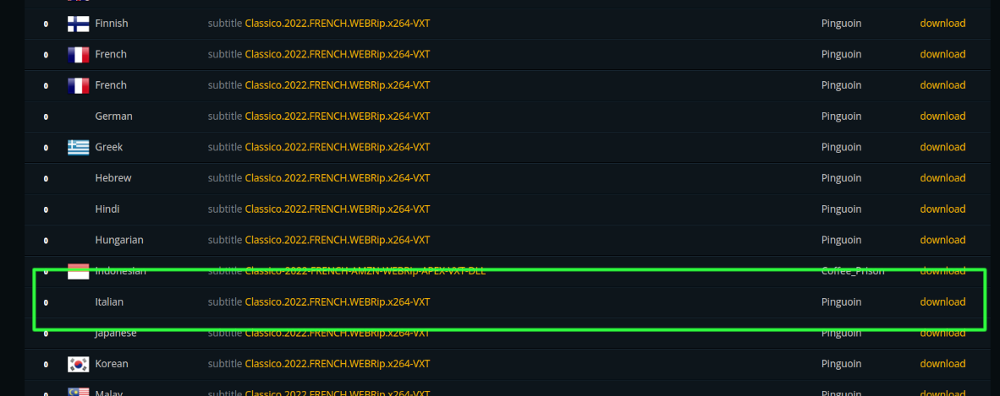 0 Finnish subtitle Classico.2022.FRENCH.WEBRip.x264-VXT Pinguoin download
0 French subtitle Classico.2022.FRENCH.WEBRip.x264-VXT Pinguoin download
0 French subtitle Classico.2022.FRENCH.WEBRip.x264-VXT Pinguoin download
0 German subtitle Classico.2022.FRENCH.WEBRip.x264-VXT Pinguoin download
0 Greek subtitle Classico.2022.FRENCH.WEBRip.x264-VXT Pinguoin download
0 Hebrew subtitle Classico.2022.FRENCH.WEBRip.x264-VXT Pinguoin download
0 Hindi subtitle Classico.2022.FRENCH.WEBRip.x264-VXT Pinguoin download
0 Hungarian subtitle Classico.2022.FRENCH.WEBRip.x264-VXT Pinguoin download
0 Indonesian subtitle Classico-2022-FRENCH-AMZN-WEBRip-APEX-VXT-DLL Coffee_Prison download
0 Italian subtitle Classico.2022.FRENCH.WEBRip.x264-VXT Pinguoin download
0 Japanese subtitle Classico.2022.FRENCH.WEBRip.x264-VXT Pinguoin download
0 Korean subtitle Classico.2022.FRENCH.WEBRip.x264-VXT Pinguoin download
0 Malay subtitle Classico.2022.FRENCH.WEBRip.x264-VXT Pinguoin download